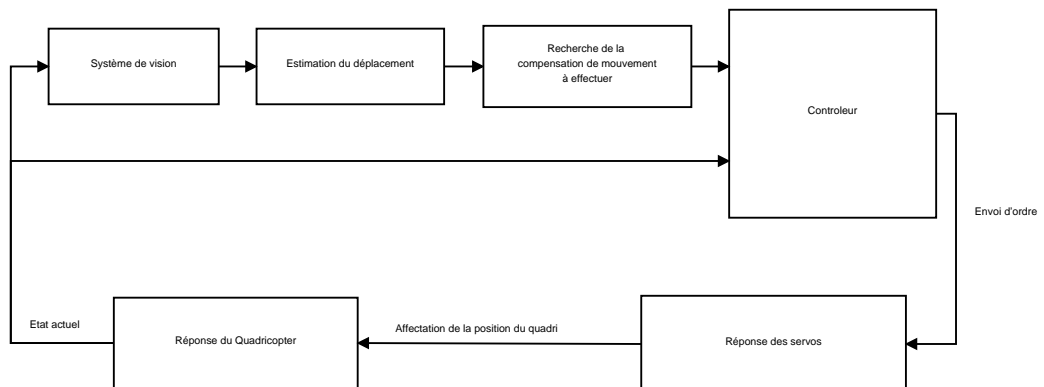 Système de vision
Estimation du déplacement
Recherche de la
compensation de mouvement
à effectuer
Controleur
Envoi d'ordre
Etat actuel
Réponse du Quadricopter
Affectation de la position du quadri
Réponse des servos